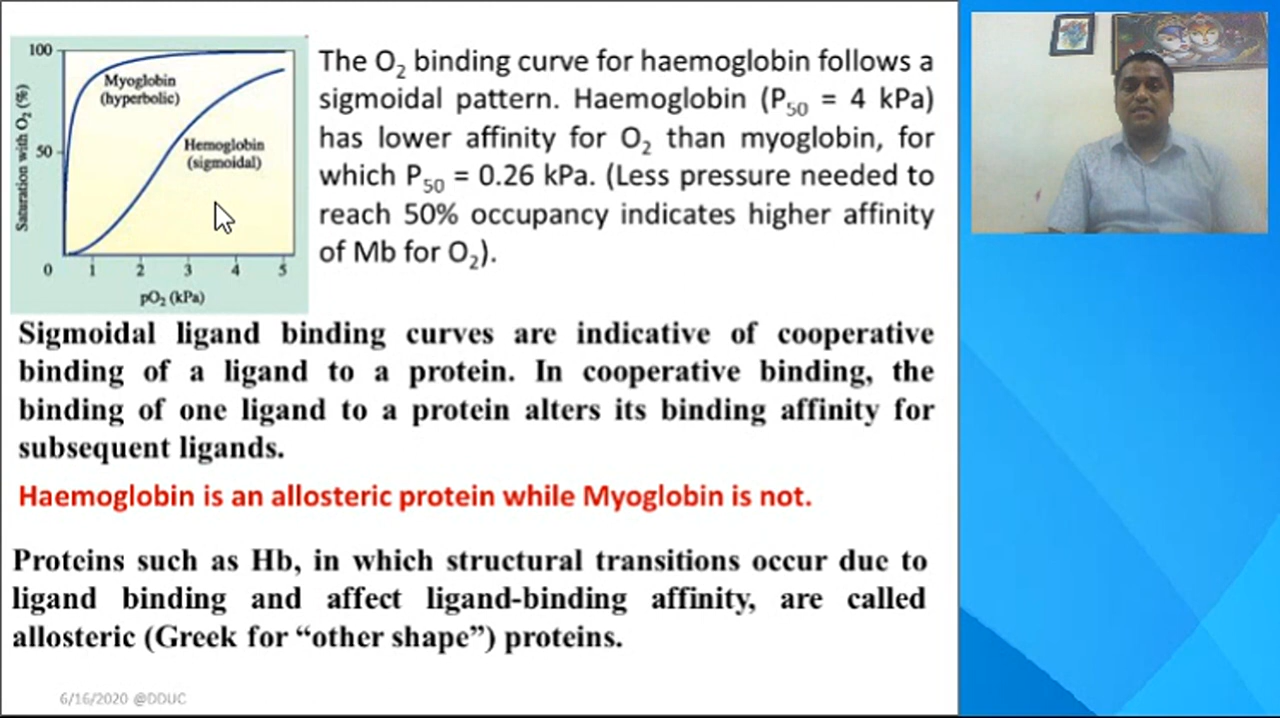 100
Myoglobin
(hyperbolic)
Saturation with O₂ (%)
50
Hemoglobin
(sigmoidal)
0 1 2 3 4 5
pO₂ (kPa)
The O₂ binding curve for haemoglobin follows a
sigmoidal pattern. Haemoglobin (P₅₀ = 4 kPa)
has lower affinity for O₂ than myoglobin, for
which P₅₀ = 0.26 kPa. (Less pressure needed to
reach 50% occupancy indicates higher affinity
of Mb for O₂).
Sigmoidal ligand binding curves are indicative of cooperative
binding of a ligand to a protein. In cooperative binding, the
binding of one ligand to a protein alters its binding affinity for
subsequent ligands.
Haemoglobin is an allosteric protein while Myoglobin is not.
Proteins such as Hb, in which structural transitions occur due to
ligand binding and affect ligand-binding affinity, are called
allosteric (Greek for “other shape”) proteins.
6/16/2020 @DDUC